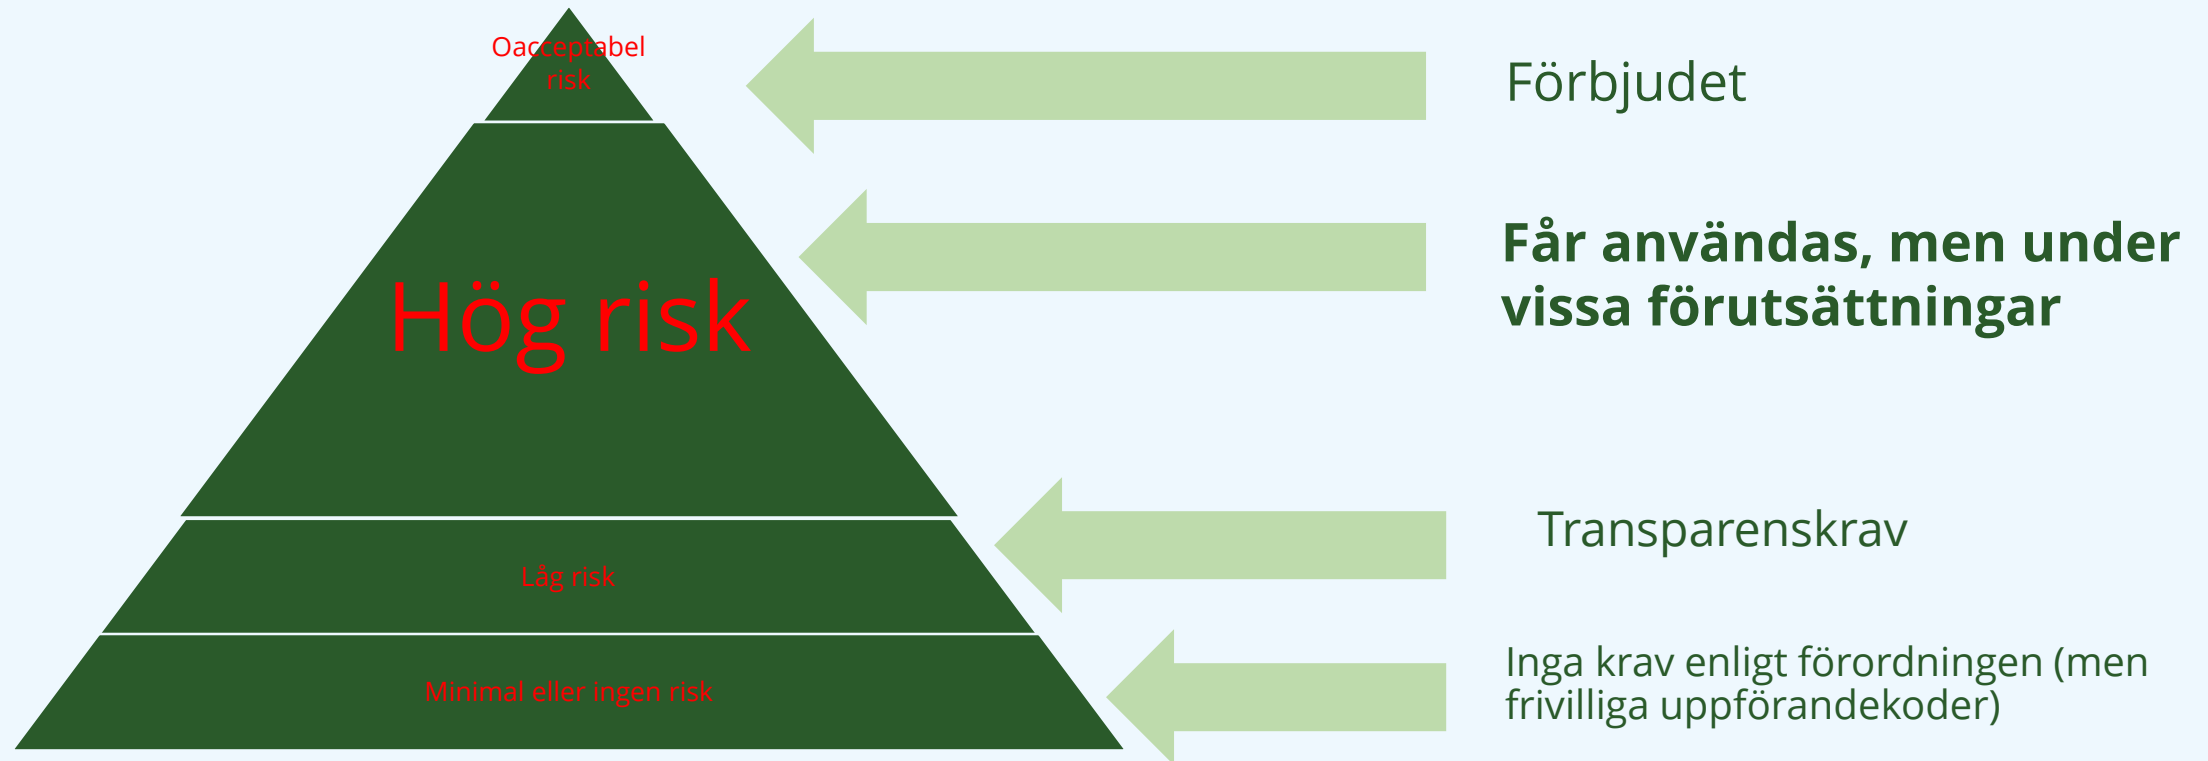 Oacceptabel
risk
Förbjudet
Hög risk
Får användas, men under
vissa förutsättningar
Låg risk
Transparenskrav
Minimal eller ingen risk
Inga krav enligt förordningen (men
frivilliga uppförandekoder)